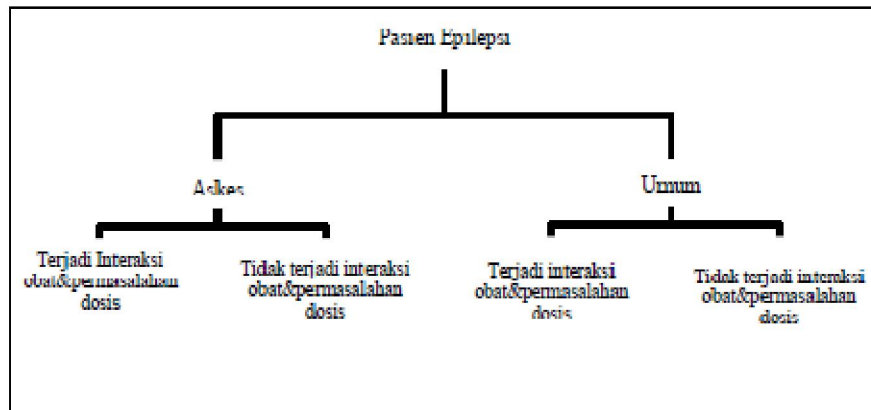 Pasien Epilepsi
Askes
Umum
Terjadi Interaksi
obat&permasalahan
dosis
Tidak terjadi interaksi
obat&permasalahan
dosis
Terjadi interaksi
obat&permasalahan
dosis
Tidak terjadi interaksi
obat&permasalahan
dosis